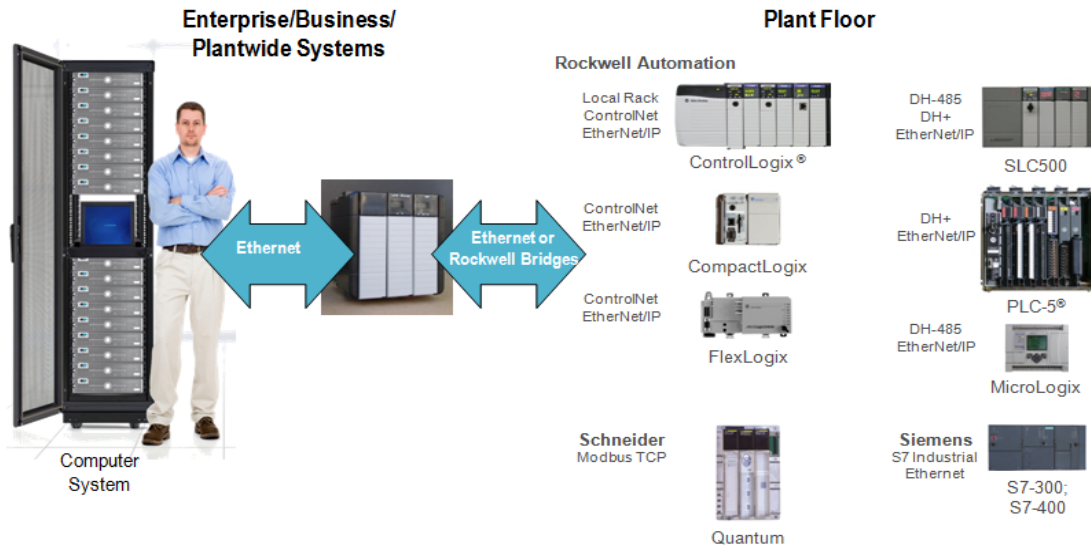 Enterprise/Business/
Plantwide Systems
Plant Floor
Rockwell Automation
Local Rack
ControlNet
EtherNet/IP
ControlLogix ®
DH-485
DH+
EtherNet/IP
SLC500
ControlNet
EtherNet/IP
CompactLogix
DH+
EtherNet/IP
PLC-5®
ControlNet
EtherNet/IP
FlexLogix
DH-485
EtherNet/IP
MicroLogix
Ethernet
Ethernet or
Rockwell Bridges
Computer
System
Schneider
Modbus TCP
Quantum
Siemens
S7 Industrial
Ethernet
S7-300;
S7-400